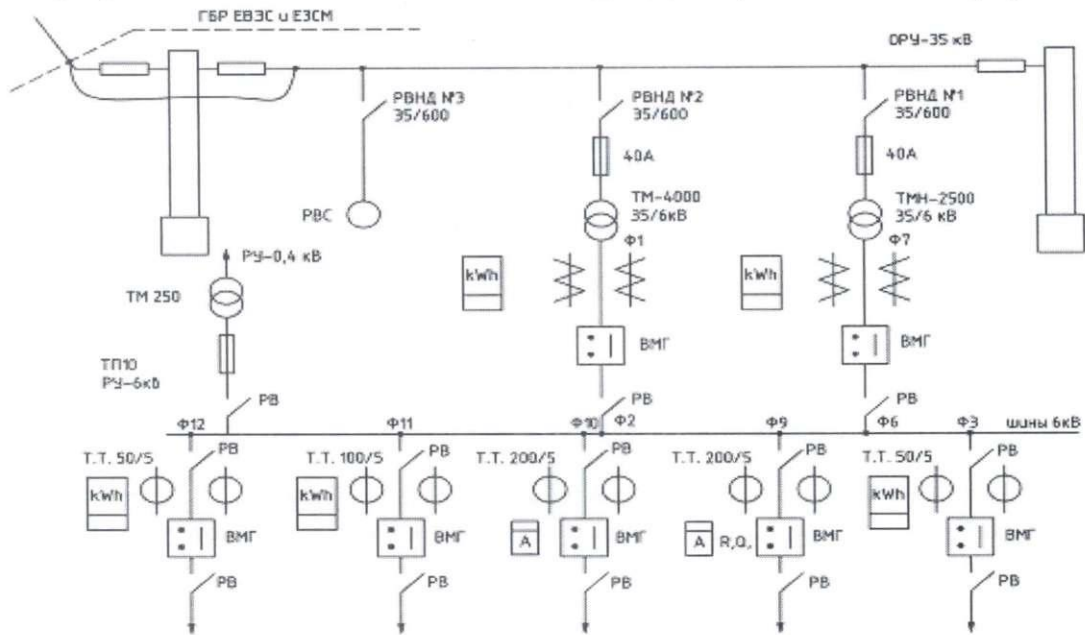 ГБР ЕВЗС и ЕЗСМ
ОРУ-35 кВ
РВНД №3
35/600
РВНД №2
35/600
РВНД №1
35/600
40А
40А
РВС
ТМ-4000
35/6кВ
ТМН-2500
35/6 кВ
РУ-0,4 кВ
Ф1
Ф7
kWh
kWh
ТМ 250
ВМГ
ВМГ
ТП10
РУ-6кВ
РВ
РВ
РВ
Ф12
Ф11
Ф10
Ф2
Ф9
Ф6
Ф3
шины 6кВ
РВ
РВ
РВ
РВ
РВ
Т.Т. 50/5
Т.Т. 100/5
Т.Т. 200/5
Т.Т. 200/5
Т.Т. 50/5
kWh
kWh
kWh
ВМГ
ВМГ
А
ВМГ
А
R,Q,
ВМГ
ВМГ
РВ
РВ
РВ
РВ
РВ